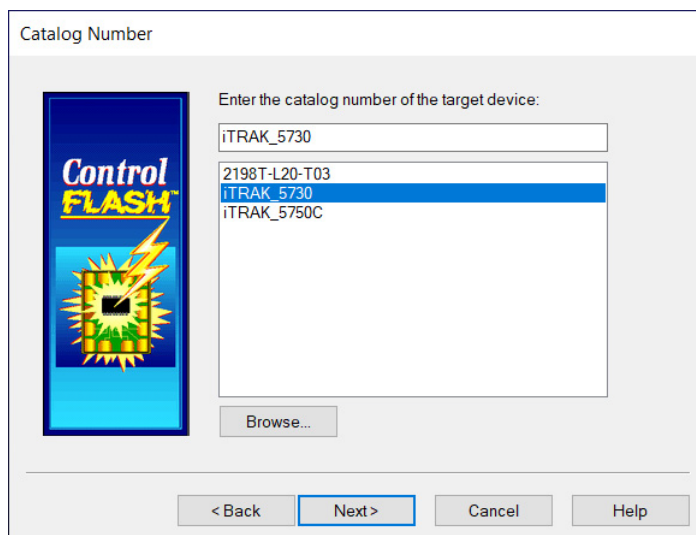 Catalog Number
Enter the catalog number of the target device:
iTRAK_5730
2198T-L20-T03
iTRAK_5730
iTRAK_5750C
Control
FLASH™
Browse...
< Back
Next >
Cancel
Help